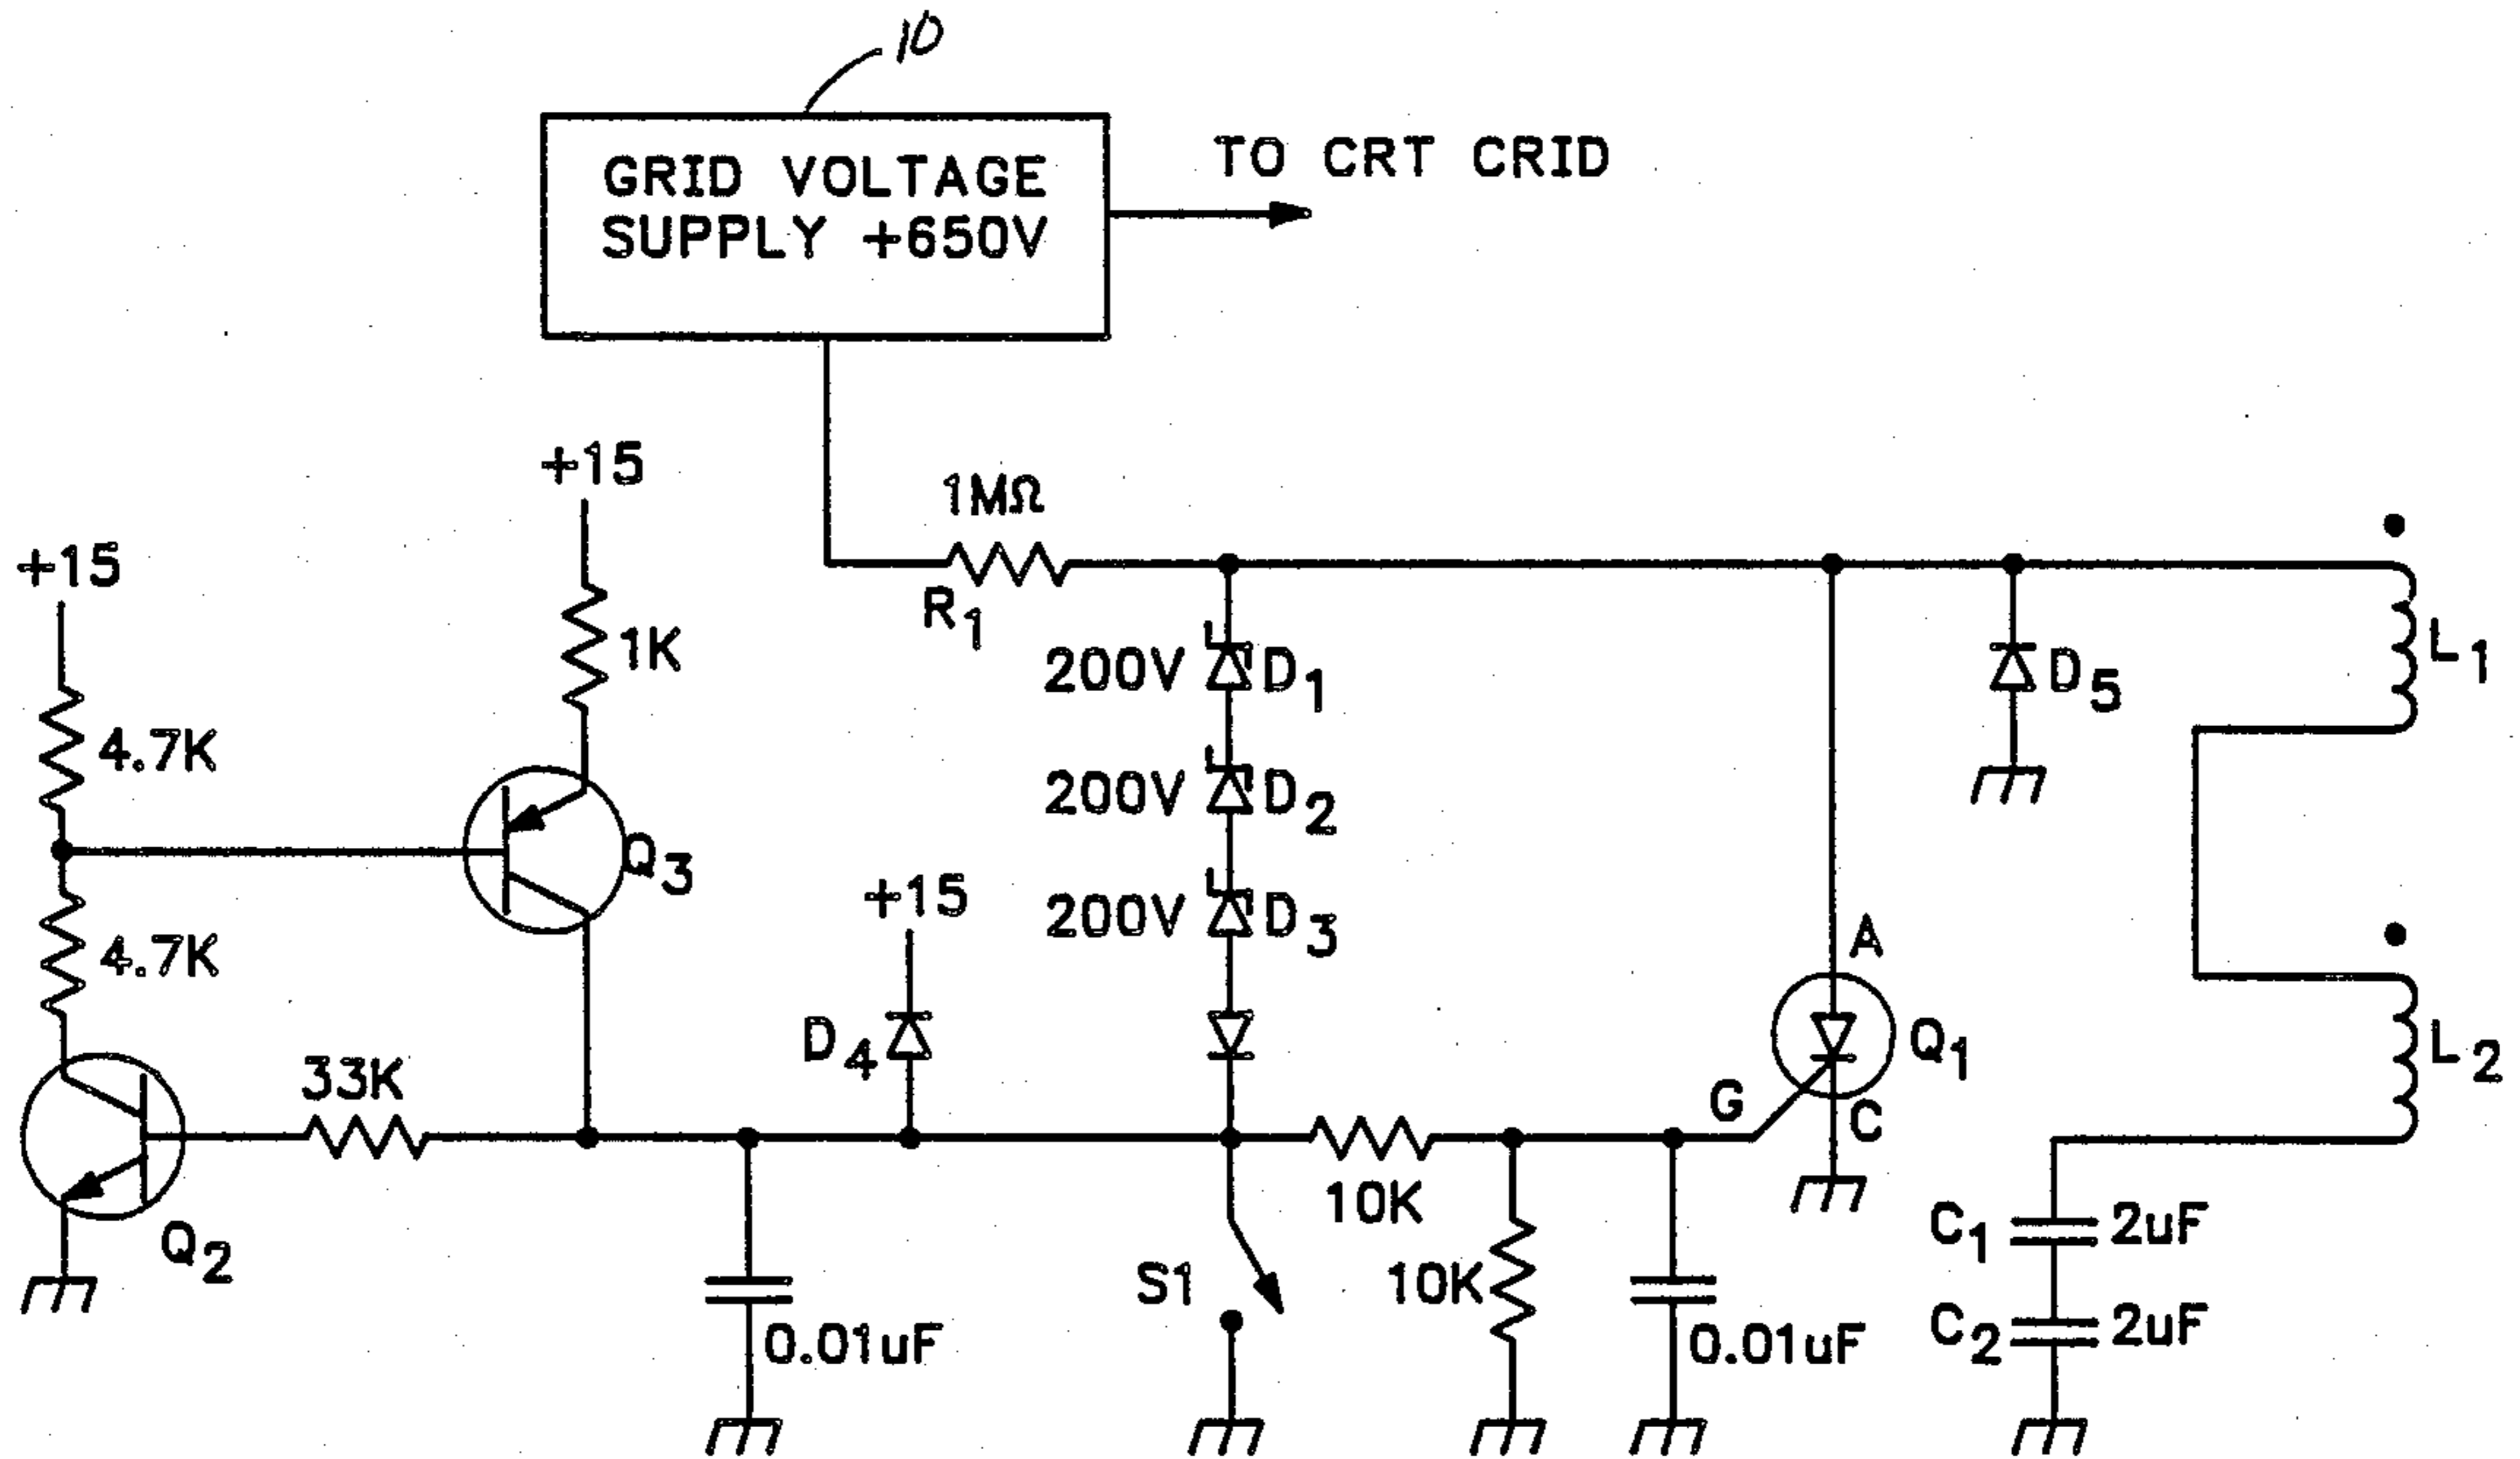 10
GRID VOLTAGE
SUPPLY +650V
TO CRT CRID
+15
1MΩ
R1
+15
1K
4.7K
Q3
200V D1
200V D2
200V D3
D5
L1
4.7K
+15
D4
33K
Q2
0.01uF
S1
10K
10K
0.01uF
A
G
C
Q1
L2
C1 2uF
C2 2uF